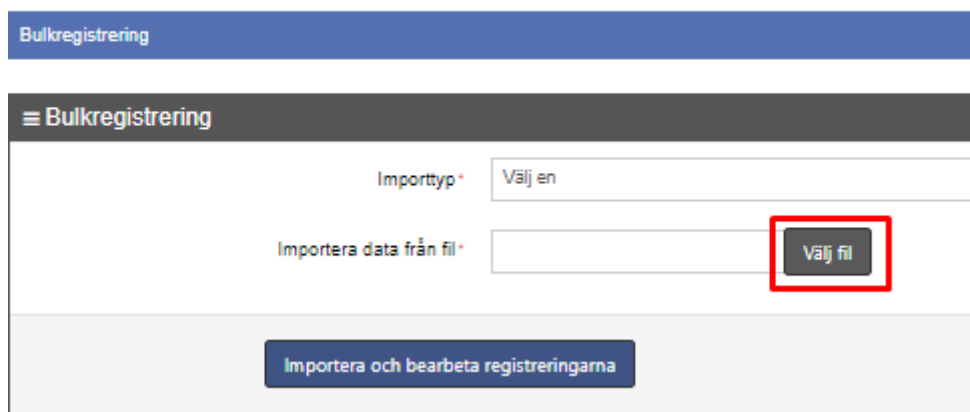 Bulkregistrering
Bulkregistrering
Importtyp*
Välj en
Importera data från fil*
Välj fil
Importera och bearbeta registreringarna